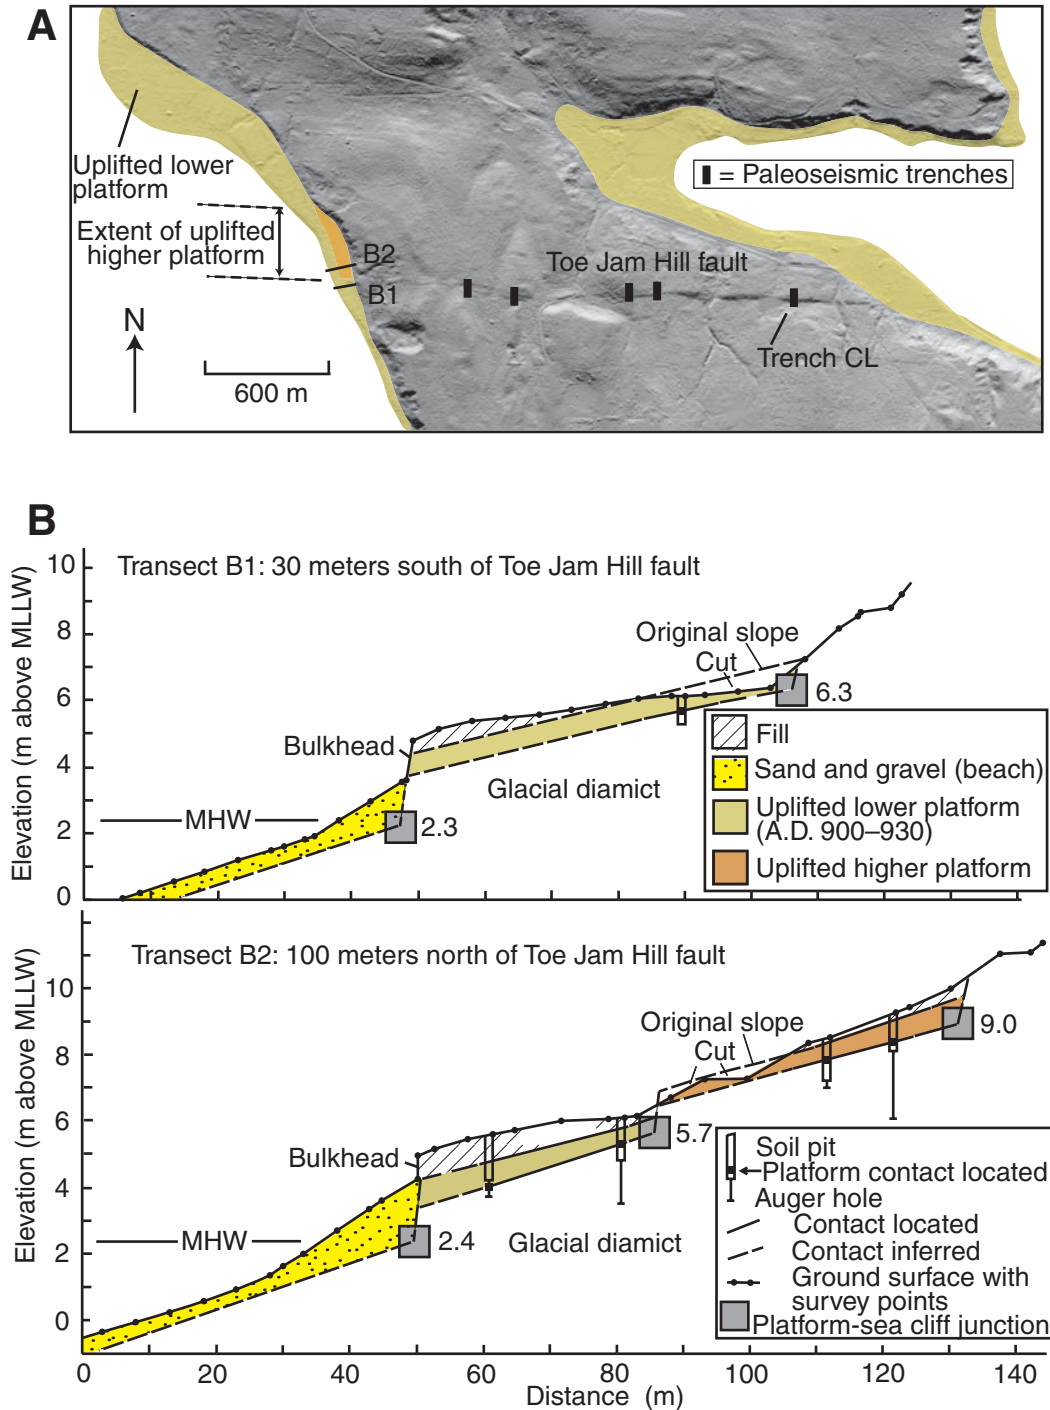 A
Uplifted lower
platform
Extent of uplifted
higher platform
B2
B1
N
600 m
▮ = Paleoseismic trenches
Toe Jam Hill fault
Trench CL
B
Transect B1: 30 meters south of Toe Jam Hill fault
Elevation (m above MLLW)
10
8
6
4
2
0
Original slope
Cut
6.3
Bulkhead
Glacial diamict
MHW
2.3
Fill
Sand and gravel (beach)
Uplifted lower platform
(A.D. 900–930)
Uplifted higher platform
Transect B2: 100 meters north of Toe Jam Hill fault
Elevation (m above MLLW)
10
8
6
4
2
0
Original slope
Cut
9.0
5.7
Bulkhead
Glacial diamict
MHW
2.4
Soil pit
Platform contact located
Auger hole
Contact located
Contact inferred
Ground surface with
survey points
Platform-sea cliff junction
0 20 40 60 80 100 120 140
Distance (m)